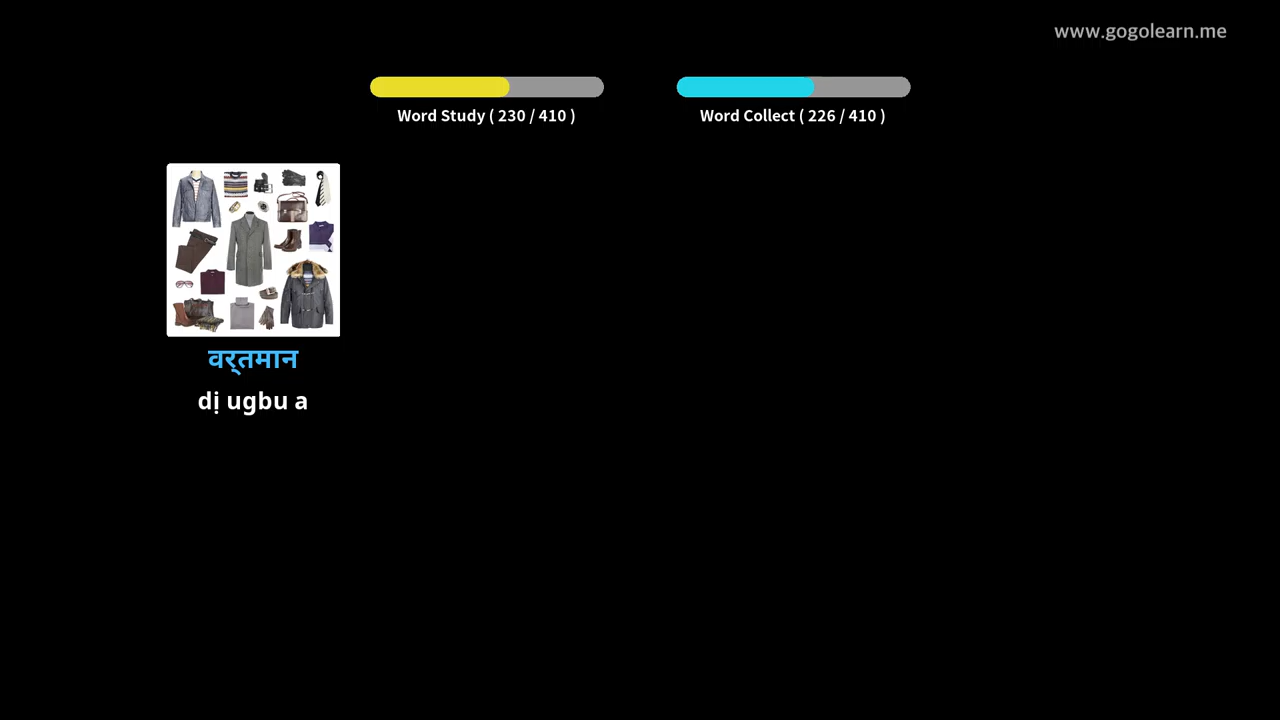 www.gogolearn.me
Word Study ( 230 / 410 )
Word Collect ( 226 / 410 )
वर्तमान
dị ugbu a